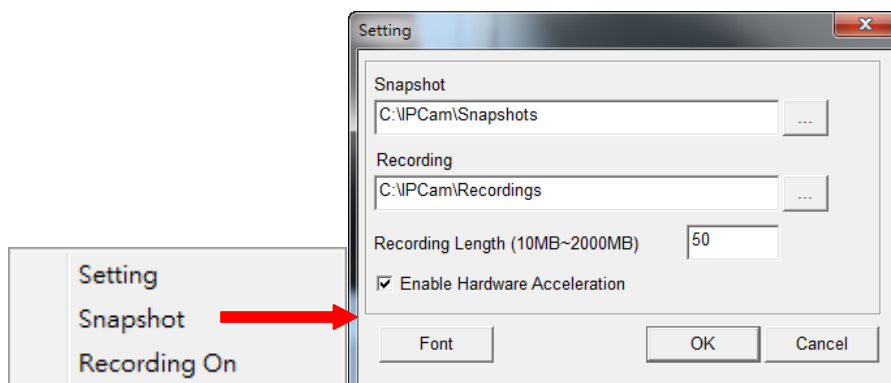 Setting
Snapshot
C:\IPCam\Snapshots
...
Recording
C:\IPCam\Recordings
...
Recording Length (10MB~2000MB) 50
Enable Hardware Acceleration
Font OK Cancel
Setting
Snapshot
Recording On